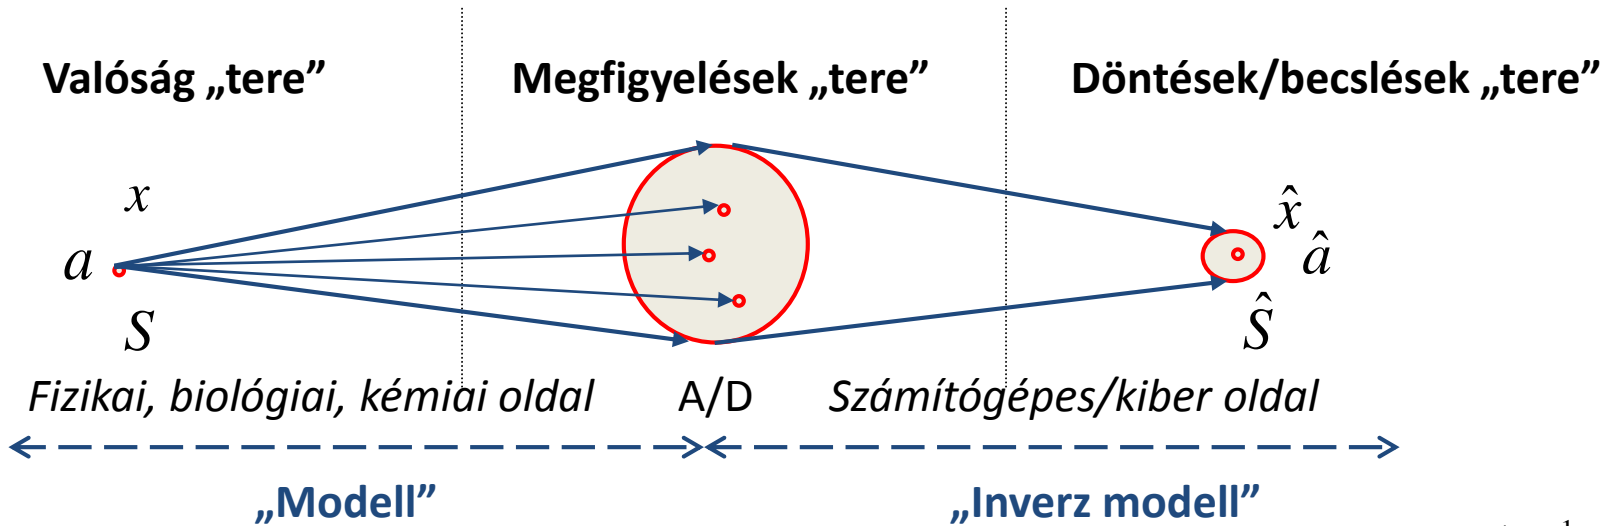 Valóság „tere” Megfigyelések „tere” Döntések/becslések „tere”
x
a
S
x̂
â
Ŝ
Fizikai, biológiai, kémiai oldal A/D Számítógépes/kiber oldal
„Modell” „Inverz modell”